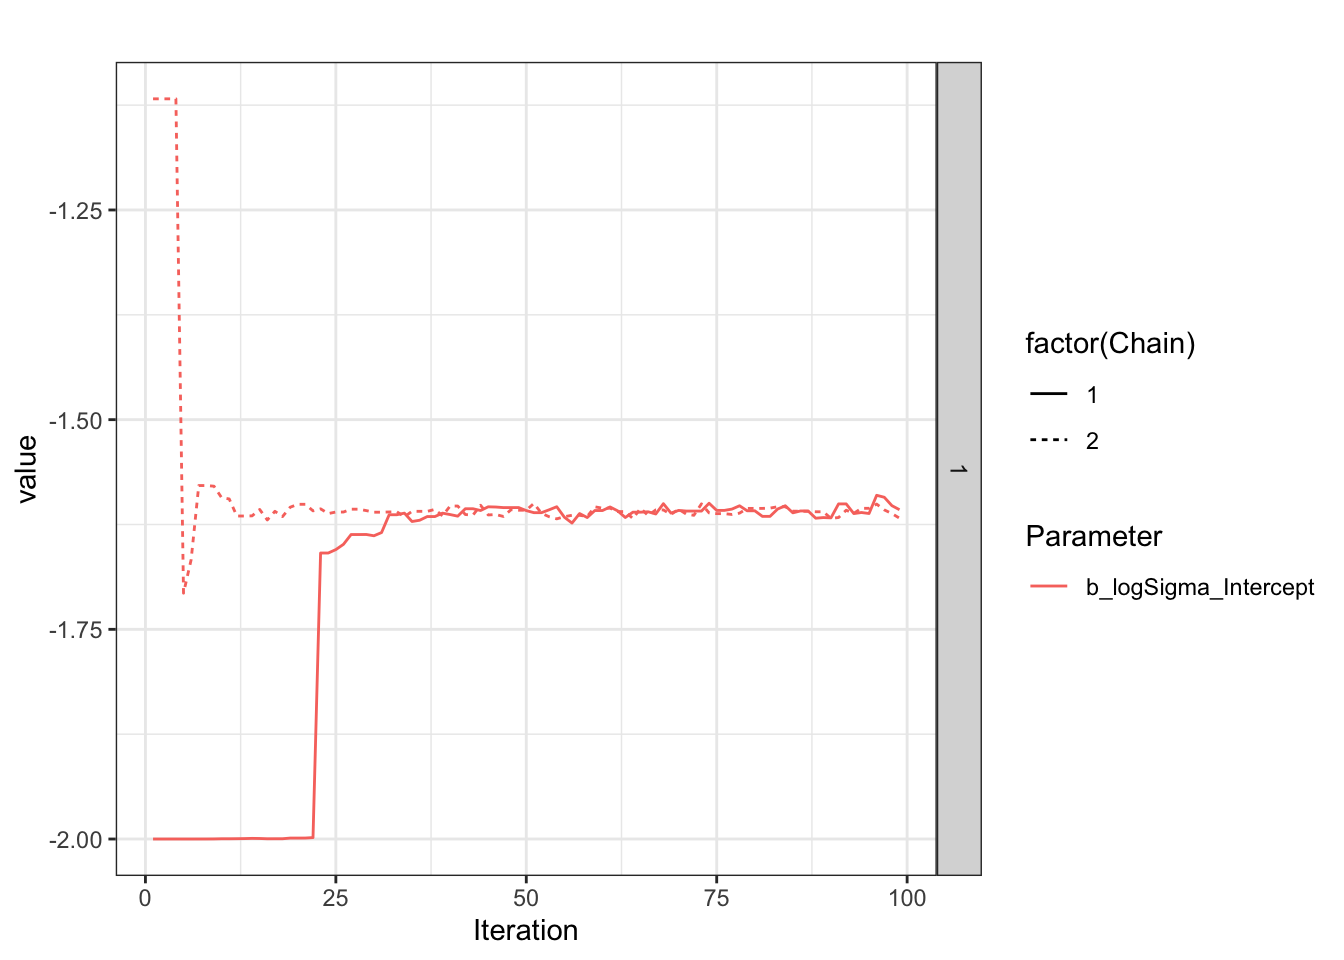 value
-1.25
-1.50
-1.75
-2.00
0 25 50 75 100
Iteration
1
factor(Chain)
1
2
Parameter
b_logSigma_Intercept